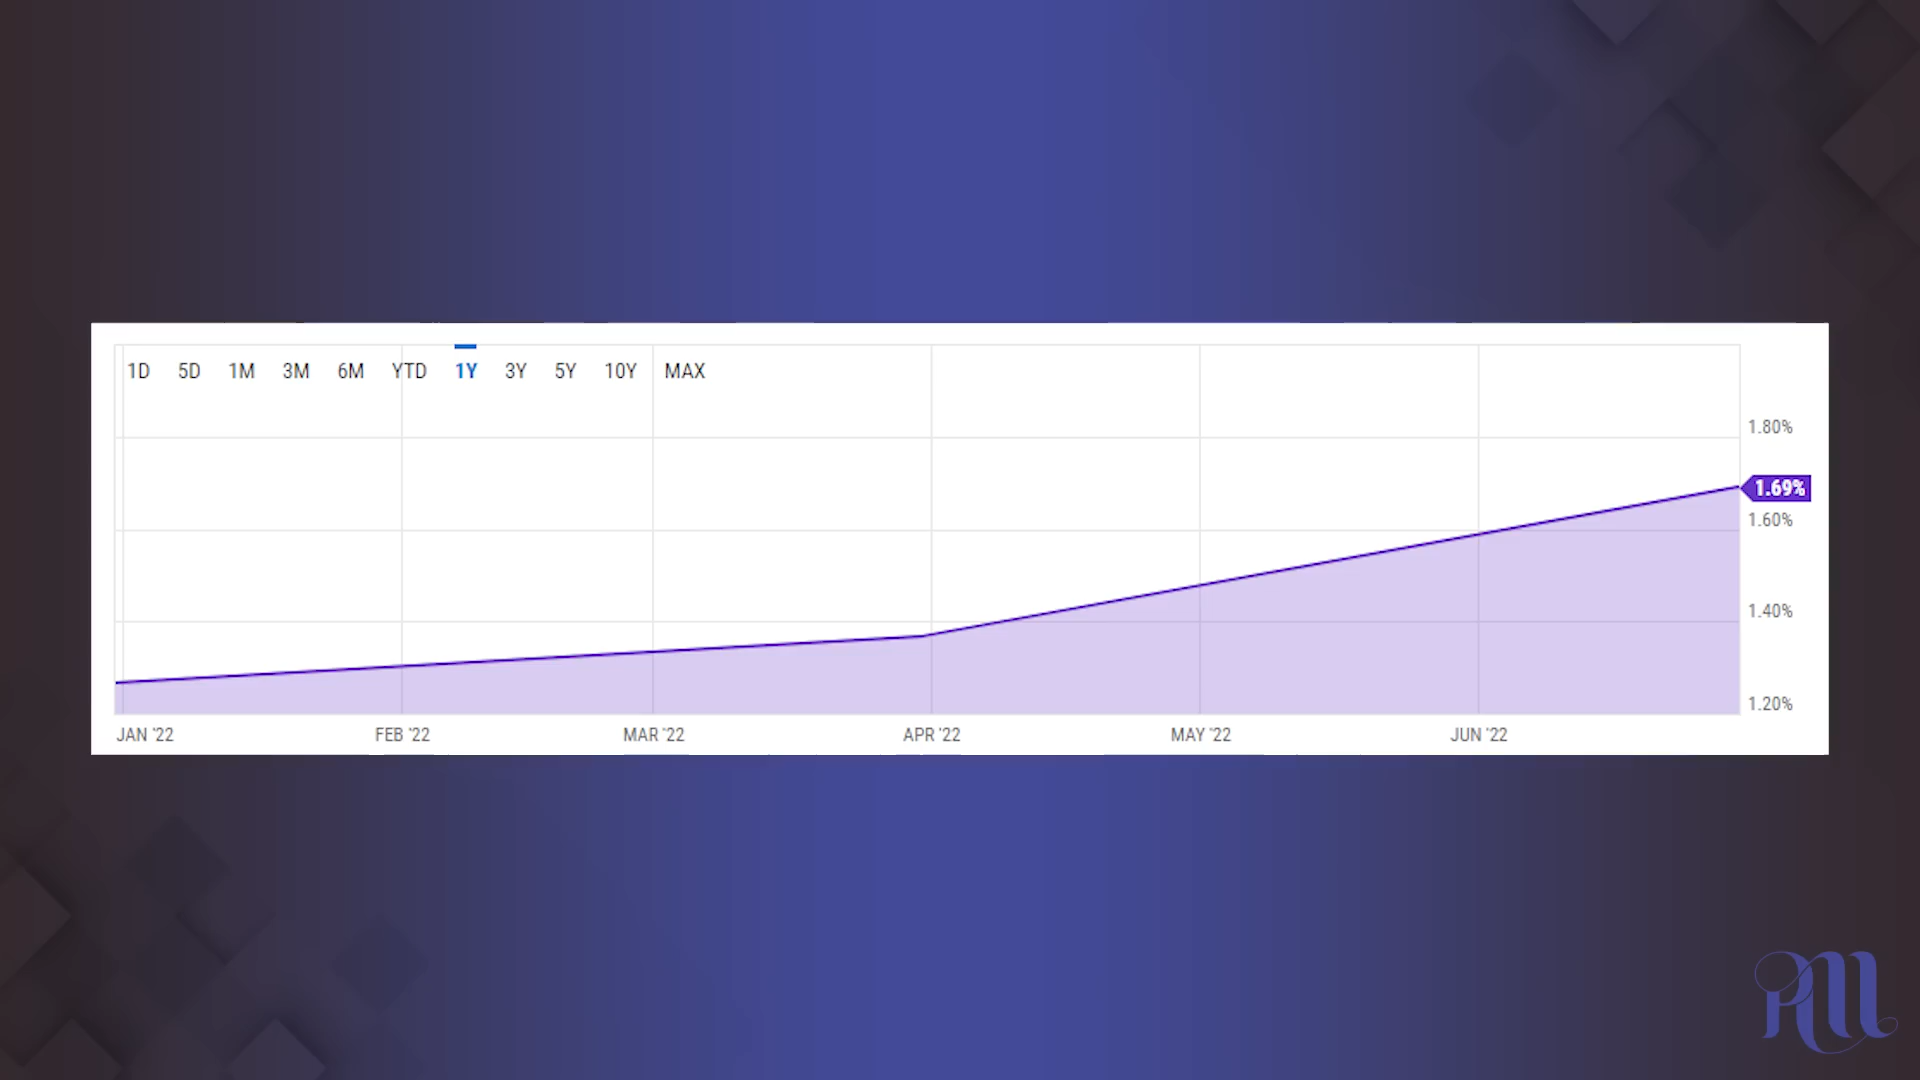 1D 5D 1M 3M 6M YTD 1Y 3Y 5Y 10Y MAX
1.80%
1.69%
1.60%
1.40%
1.20%
JAN '22 FEB '22 MAR '22 APR '22 MAY '22 JUN '22